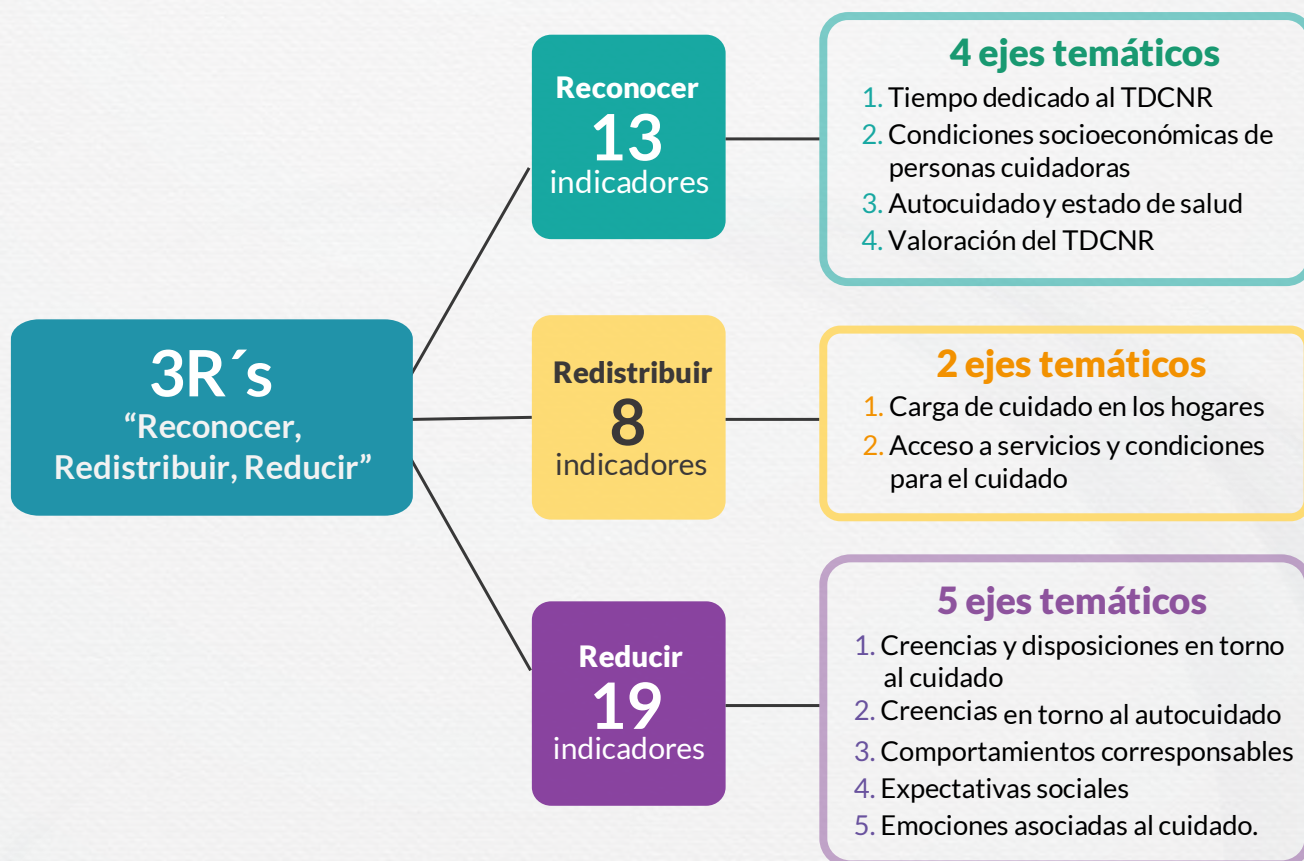 3R´s
“Reconocer,
Redistribuir, Reducir”
Reconocer
13
indicadores
4 ejes temáticos
1. Tiempo dedicado al TDCNR
2. Condiciones socioeconómicas de
personas cuidadoras
3. Autocuidado y estado de salud
4. Valoración del TDCNR
Redistribuir
8
indicadores
2 ejes temáticos
1. Carga de cuidado en los hogares
2. Acceso a servicios y condiciones
para el cuidado
Reducir
19
indicadores
5 ejes temáticos
1. Creencias y disposiciones en torno
al cuidado
2. Creencias en torno al autocuidado
3. Comportamientos corresponsables
4. Expectativas sociales
5. Emociones asociadas al cuidado.